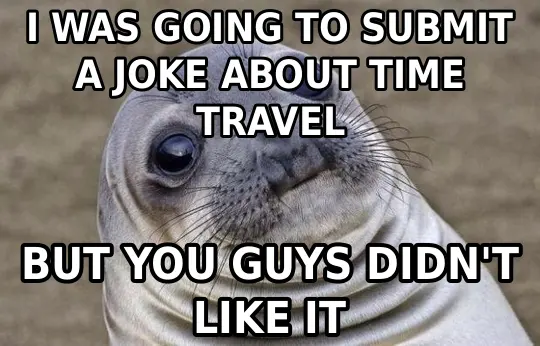 I WAS GOING TO SUBMIT
A JOKE ABOUT TIME
TRAVEL
BUT YOU GUYS DIDN'T
LIKE IT